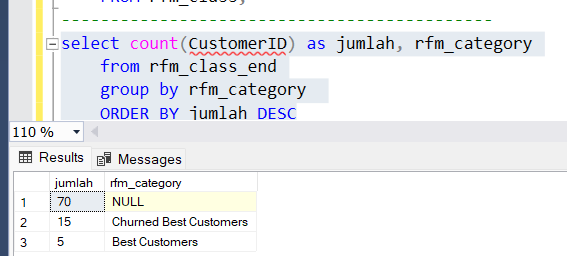 FROM rfm_class;
--------------------------------------------
select count(CustomerID) as jumlah, rfm_category
from rfm_class_end
group by rfm_category
ORDER BY jumlah DESC
110 %
Results Messages
jumlah rfm_category
1 70 NULL
2 15 Churned Best Customers
3 5 Best Customers